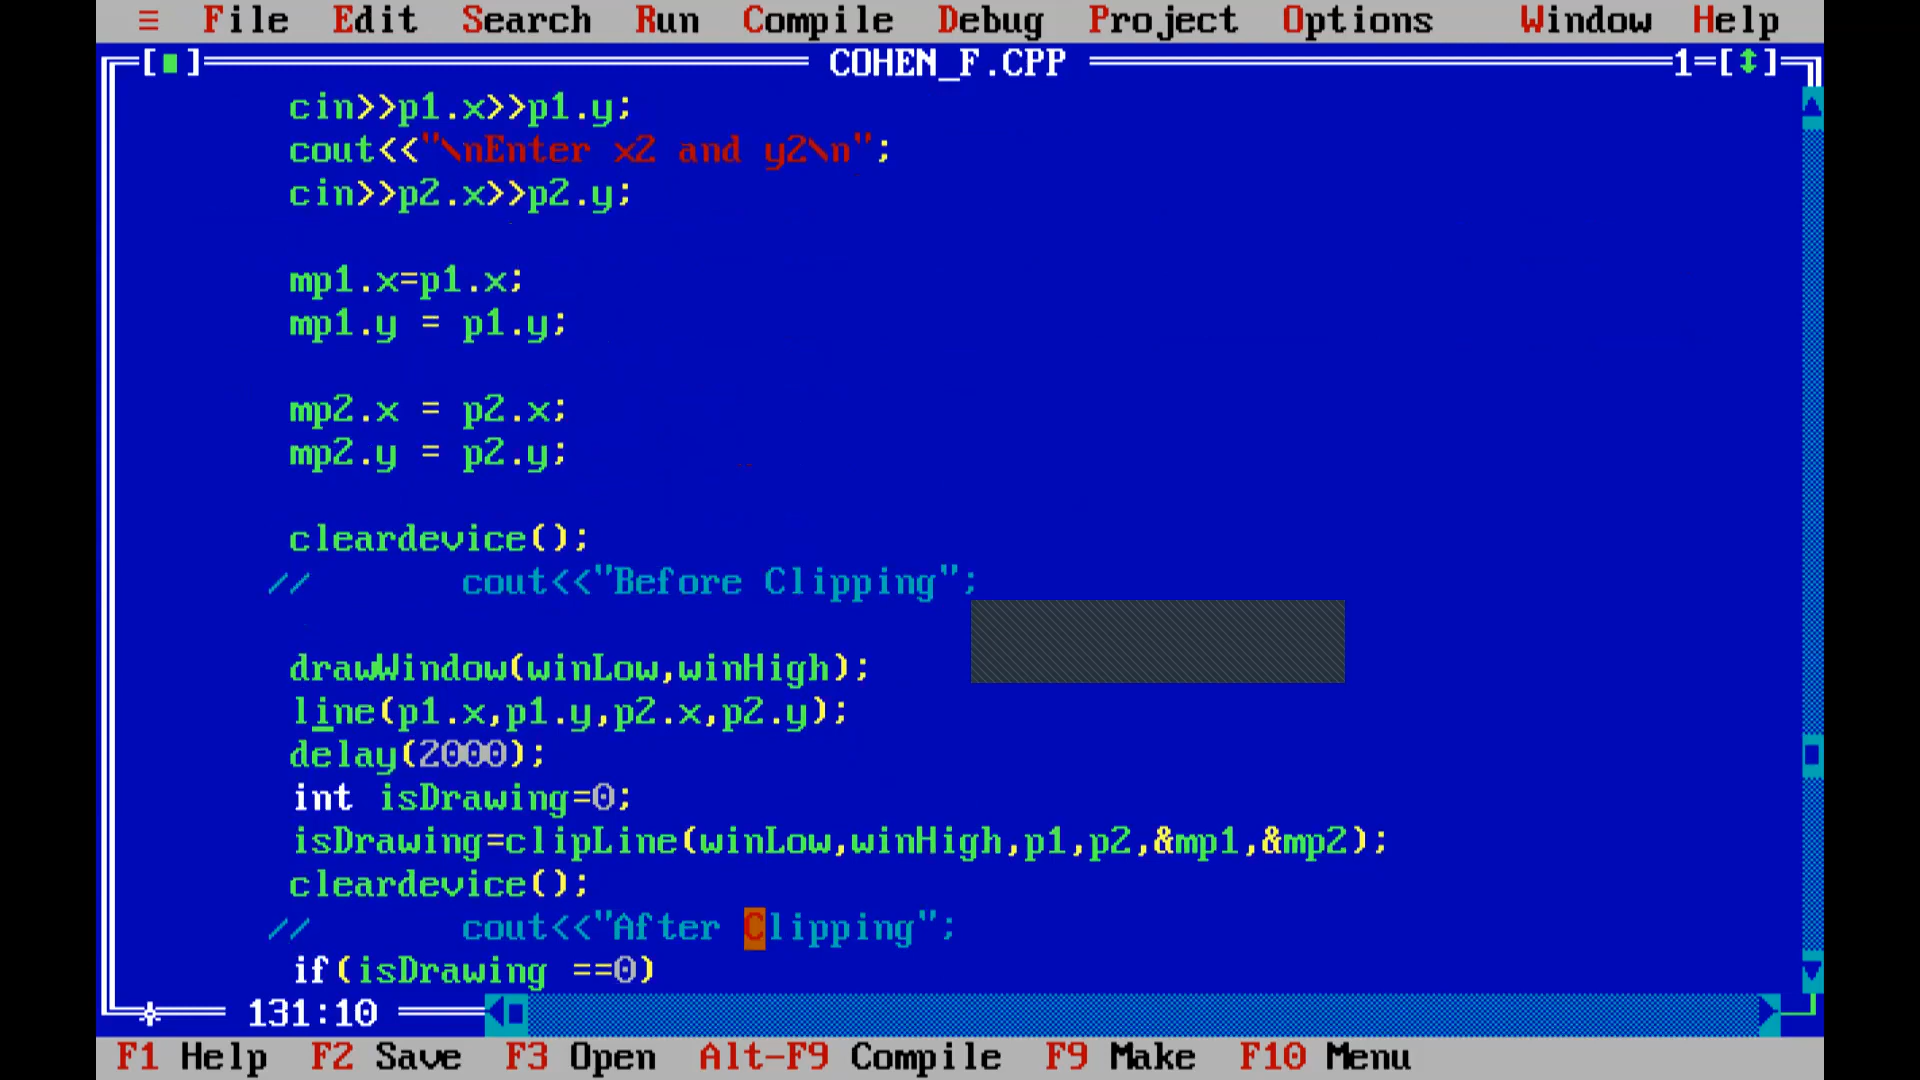 ≡ File Edit Search Run Compile Debug Project Options Window Help
[■] COHEN_F.CPP 1=[↕]
cin>>p1.x>>p1.y;
cout<<"\nEnter x2 and y2\n";
cin>>p2.x>>p2.y;
mp1.x=p1.x;
mp1.y = p1.y;
mp2.x = p2.x;
mp2.y = p2.y;
cleardevice();
// cout<<"Before Clipping";
drawWindow(winLow,winHigh);
line(p1.x,p1.y,p2.x,p2.y);
delay(2000);
int isDrawing=0;
isDrawing=clipLine(winLow,winHigh,p1,p2,&mp1,&mp2);
cleardevice();
// cout<<"After Clipping";
if(isDrawing ==0)
131:10
F1 Help F2 Save F3 Open Alt-F9 Compile F9 Make F10 Menu